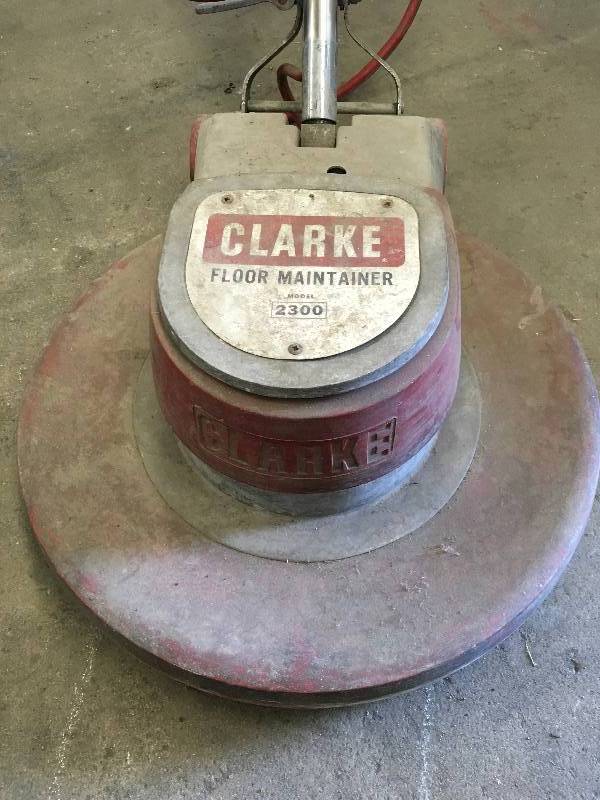 CLARKE
FLOOR MAINTAINER
MODEL
2300
CLARKE